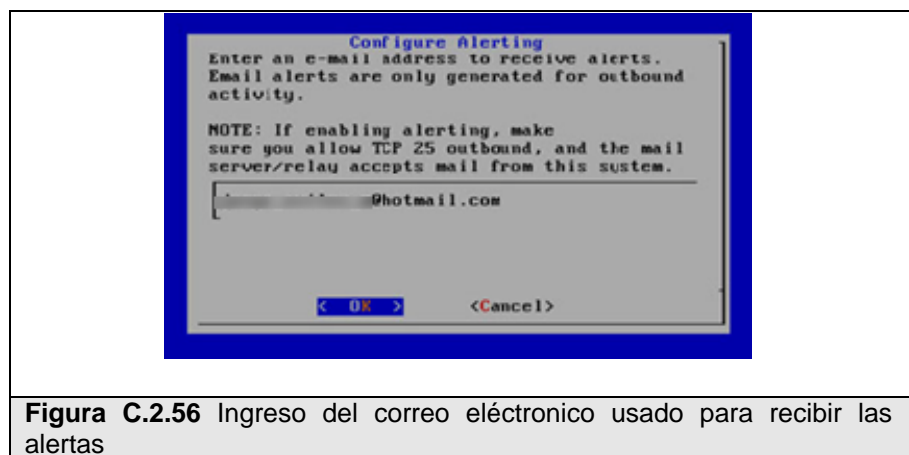 Configure Alerting
Enter an e-mail address to receive alerts.
Email alerts are only generated for outbound
activity.
NOTE: If enabling alerting, make
sure you allow TCP 25 outbound, and the mail
server/relay accepts mail from this system.
@hotmail.com
< OK > <Cancel>
Figura C.2.56 Ingreso del correo eléctronico usado para recibir las
alertas